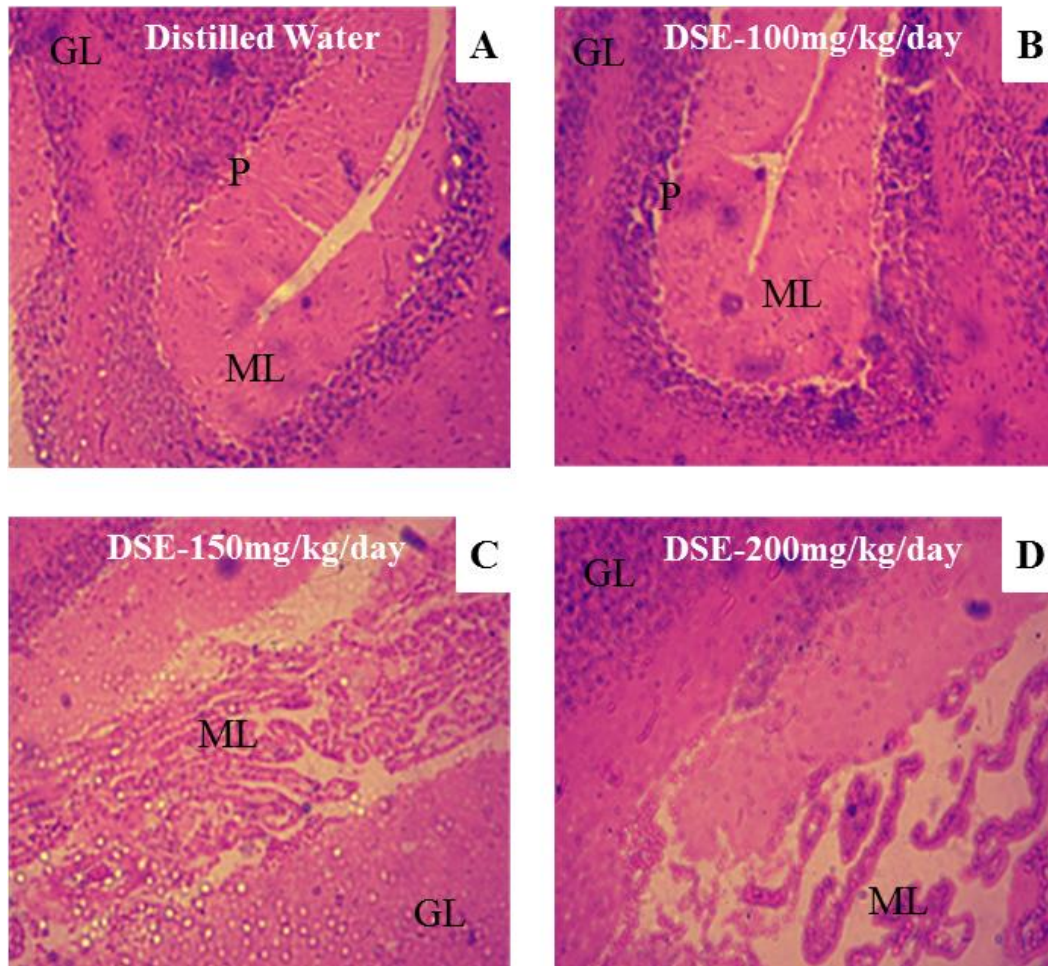 Distilled Water
A
GL
P
ML
DSE-100mg/kg/day
B
GL
P
ML
DSE-150mg/kg/day
C
ML
GL
DSE-200mg/kg/day
D
GL
ML